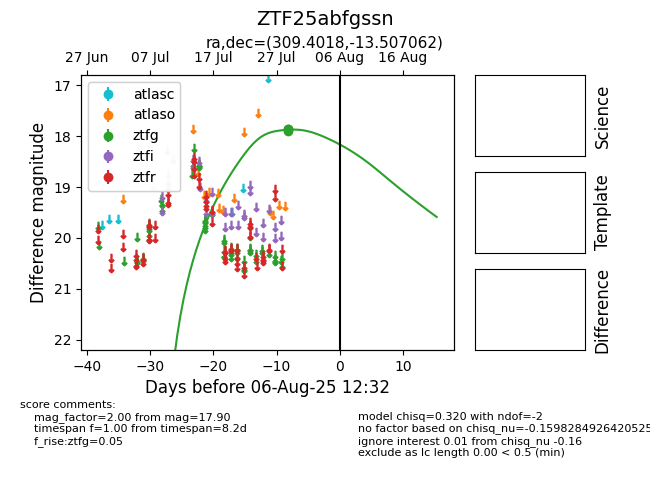 ZTF25abfgssn
ra,dec=(309.4018,-13.507062)
27 Jun 07 Jul 17 Jul 27 Jul 06 Aug 16 Aug
17
18
19
20
21
22
Difference magnitude
atlasc
atlaso
ztfg
ztfi
ztfr
−40 −30 −20 −10 0 10
Days before 06-Aug-25 12:32
Science
Template
Difference
score comments:
mag_factor=2.00 from mag=17.90
timespan f=1.00 from timespan=8.2d
f_rise:ztfg=0.05
model chisq=0.320 with ndof=-2
no factor based on chisq_nu=-0.1598284926420525
ignore interest 0.01 from chisq_nu -0.16
exclude as lc length 0.00 < 0.5 (min)